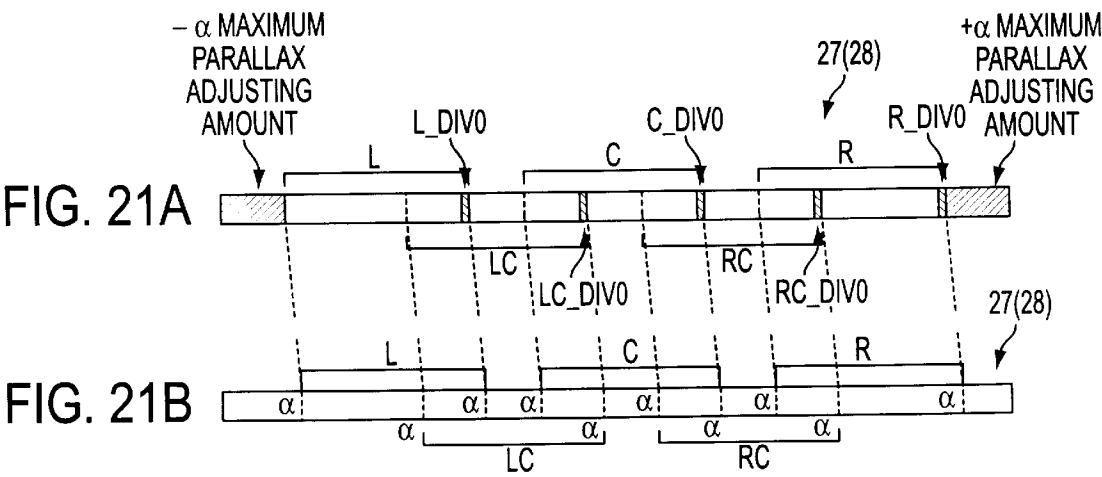 – α MAXIMUM
PARALLAX
ADJUSTING
AMOUNT
+α MAXIMUM
PARALLAX
ADJUSTING
AMOUNT
27(28)
L_DIV0
C_DIV0
R_DIV0
L
C
R
FIG. 21A
LC
RC
LC_DIV0
RC_DIV0
27(28)
L
C
R
FIG. 21B
α
α
α
α
α
α
α
α
α
LC
RC